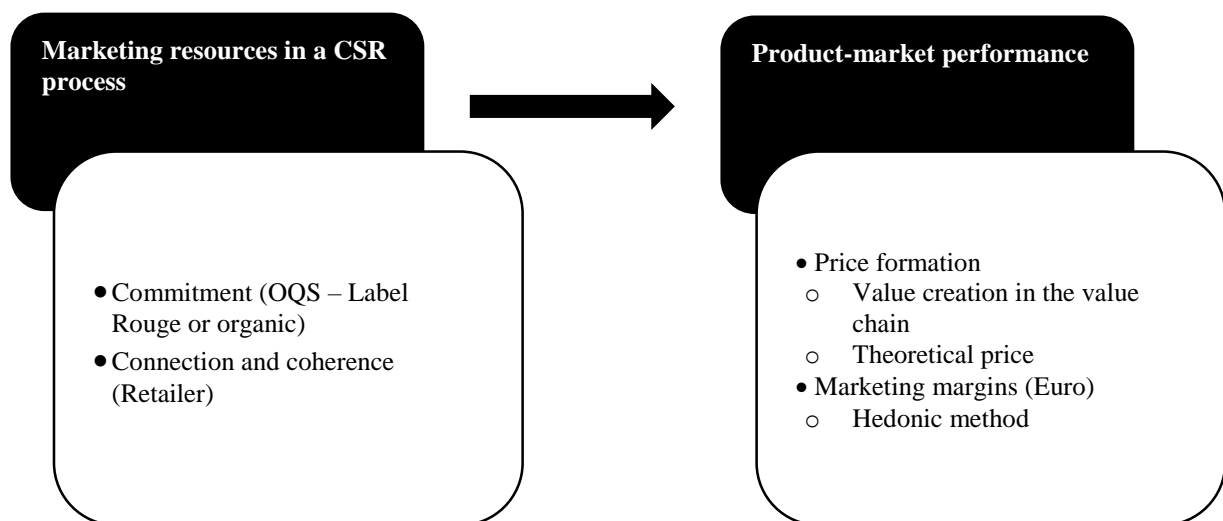 Marketing resources in a CSR
process
● Commitment (OQS – Label
Rouge or organic)
● Connection and coherence
(Retailer)
Product-market performance
• Price formation
o Value creation in the value
chain
o Theoretical price
• Marketing margins (Euro)
o Hedonic method